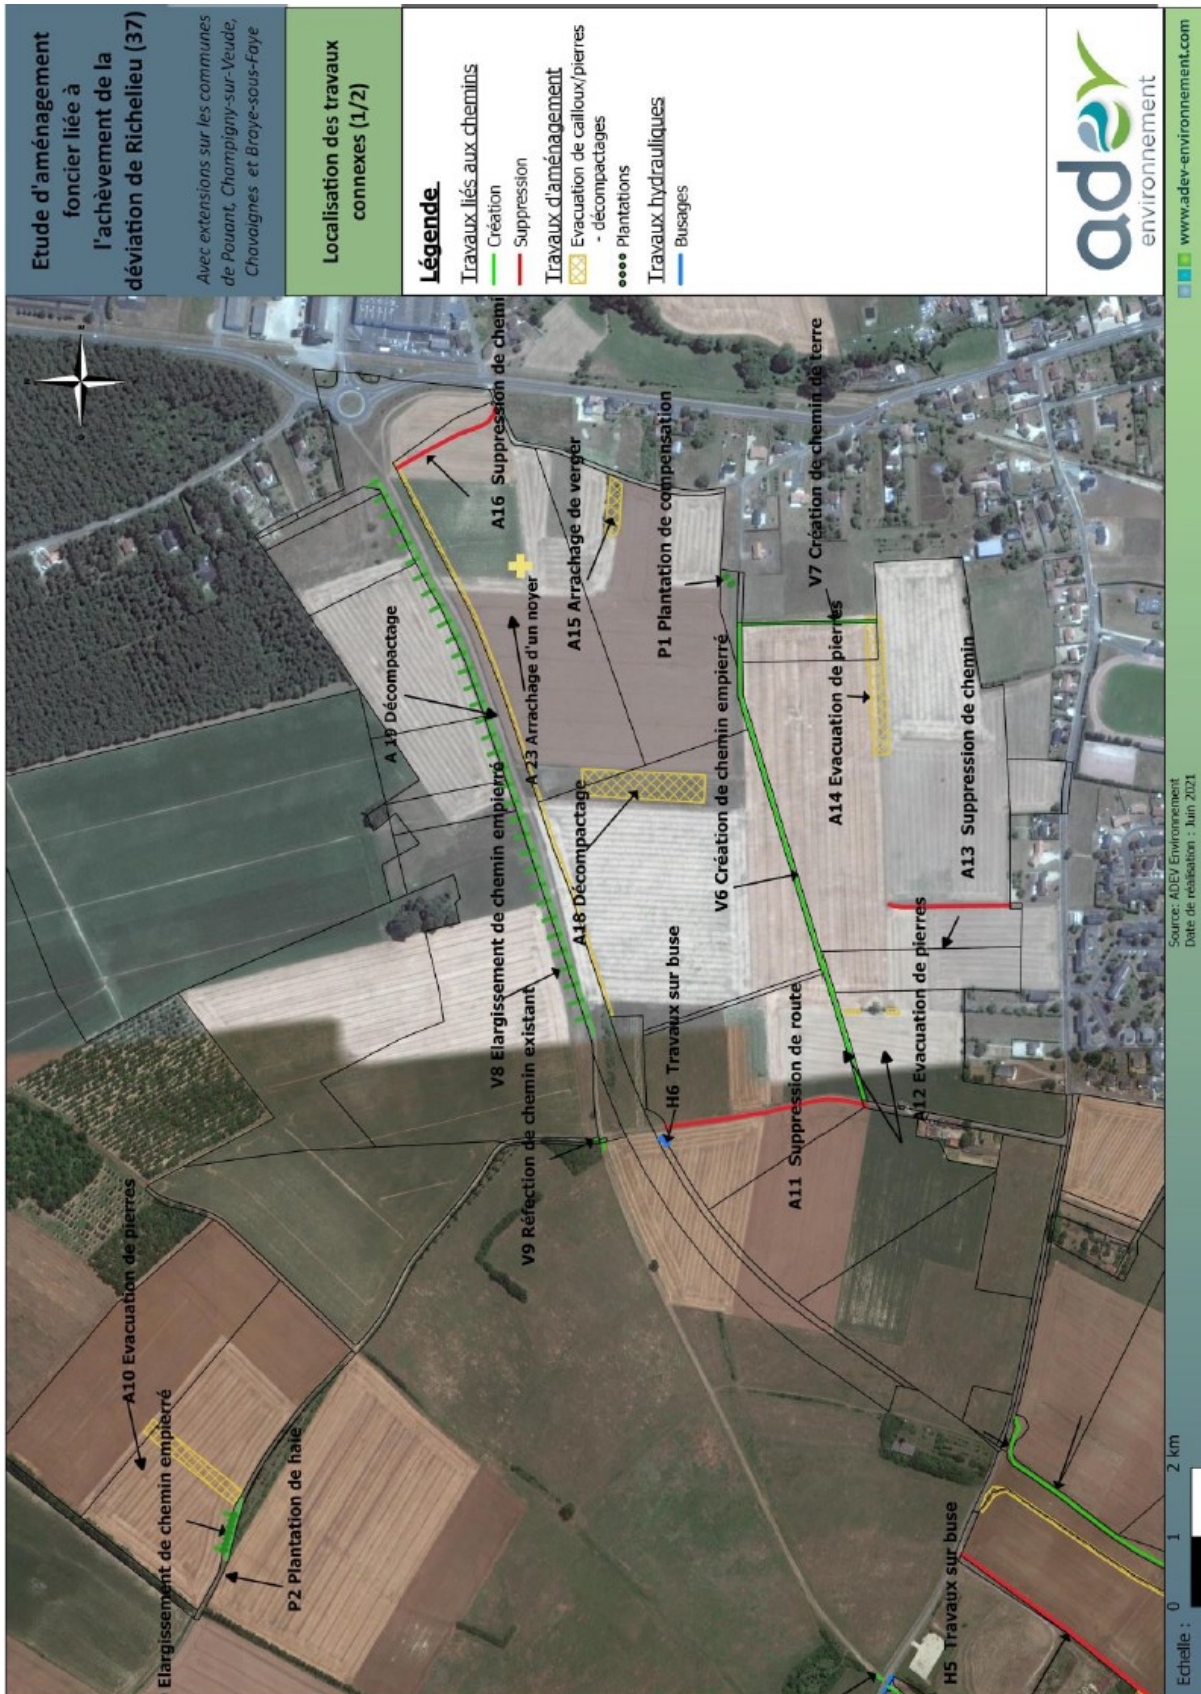 Etude d'aménagement
foncier liée à
l'achèvement de la
déviation de Richelieu (37)
Avec extensions sur les communes
de Pouant, Champigny-sur-Veude,
Chavaignes et Braye-sous-Faye
Localisation des travaux
connexes (1/2)
Légende
Travaux liés aux chemins
Création
Suppression
Travaux d'aménagement
Evacuation de cailloux/pierres
- décompactages
Plantations
Travaux hydrauliques
Busages
adev
environnement
www.adev-environnement.com
A10 Evacuation de pierres
Elargissement de chemin empierré
P2 Plantation de haie
A 19 Décompactage
V8 Elargissement de chemin empierré
V9 Réfection de chemin existant
A16 Suppression de chemi
A 23 Arrachage d'un noyer
A15 Arrachage de verger
A18 Décompactage
P1 Plantation de compensation
H6 Travaux sur buse
V6 Création de chemin empierré
V7 Création de chemin de terre
A11 Suppression de route
A14 Evacuation de pierres
A12 Evacuation de pierres
A13 Suppression de chemin
H5 Travaux sur buse
Echelle :
0 1 2 km
Source: ADEV Environnement
Date de réalisation : Juin 2021